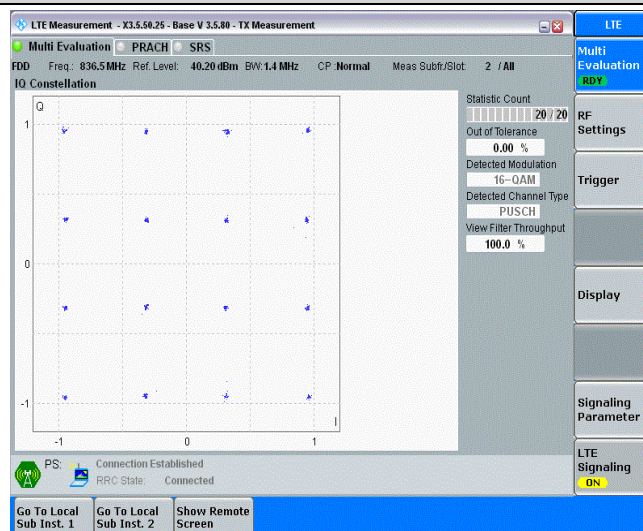 LTE Measurement - X3.5.50.25 - Base V 3.5.80 - TX Measurement
LTE
Multi Evaluation PRACH SRS
FDD Freq.: 836.5 MHz Ref. Level: 40.20 dBm BW: 1.4 MHz CP : Normal Meas Subfr./Slot: 2 / All
IQ Constellation
Q
1
0
-1
-1 0 1
I
Statistic Count
20 / 20
Out of Tolerance
0.00 %
Detected Modulation
16-QAM
Detected Channel Type
PUSCH
View Filter Throughput
100.0 %
Multi
Evaluation
RDY
RF
Settings
Trigger
Display
Signaling
Parameter
LTE
Signaling
ON
PS: Connection Established
RRC State: Connected
Go To Local
Sub Inst. 1
Go To Local
Sub Inst. 2
Show Remote
Screen